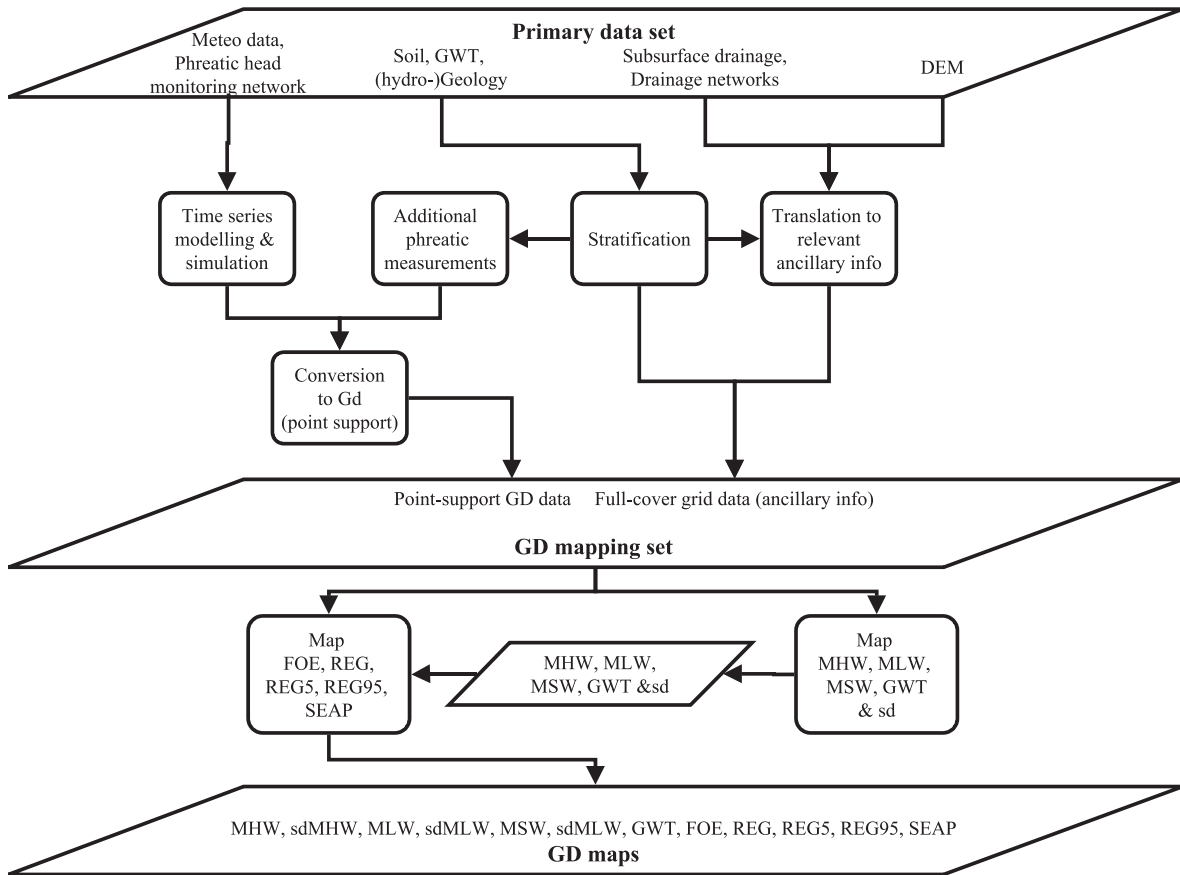 Primary data set
Meteo data,
Phreatic head
monitoring network
Soil, GWT,
(hydro-)Geology
Subsurface drainage,
Drainage networks
DEM
Time series
modelling &
simulation
Additional
phreatic
measurements
Stratification
Translation to
relevant
ancillary info
Conversion
to Gd
(point support)
Point-support GD data
Full-cover grid data (ancillary info)
GD mapping set
Map
FOE, REG,
REG5, REG95,
SEAP
MHW, MLW,
MSW, GWT &sd
Map
MHW, MLW,
MSW, GWT
& sd
MHW, sdMHW, MLW, sdMLW, MSW, sdMLW, GWT, FOE, REG, REG5, REG95, SEAP
GD maps